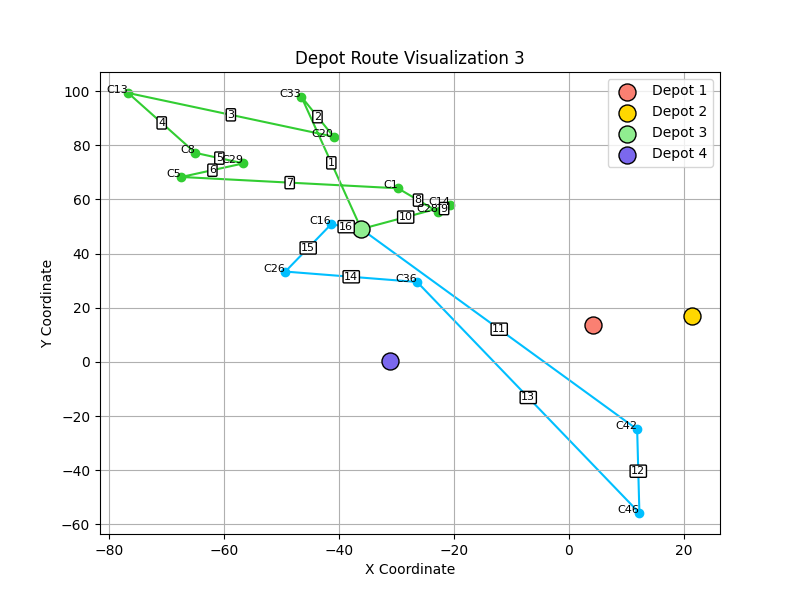 Depot Route Visualization 3
Depot 1
Depot 2
Depot 3
Depot 4
100
80
60
40
20
0
−20
−40
−60
−80
−60
−40
−20
0
20
Y Coordinate
X Coordinate
C13
C33
C20
C8
C29
C5
C1
C14
C28
C16
C26
C36
C42
C46
1
2
3
4
5
6
7
8
9
10
11
12
13
14
15
16